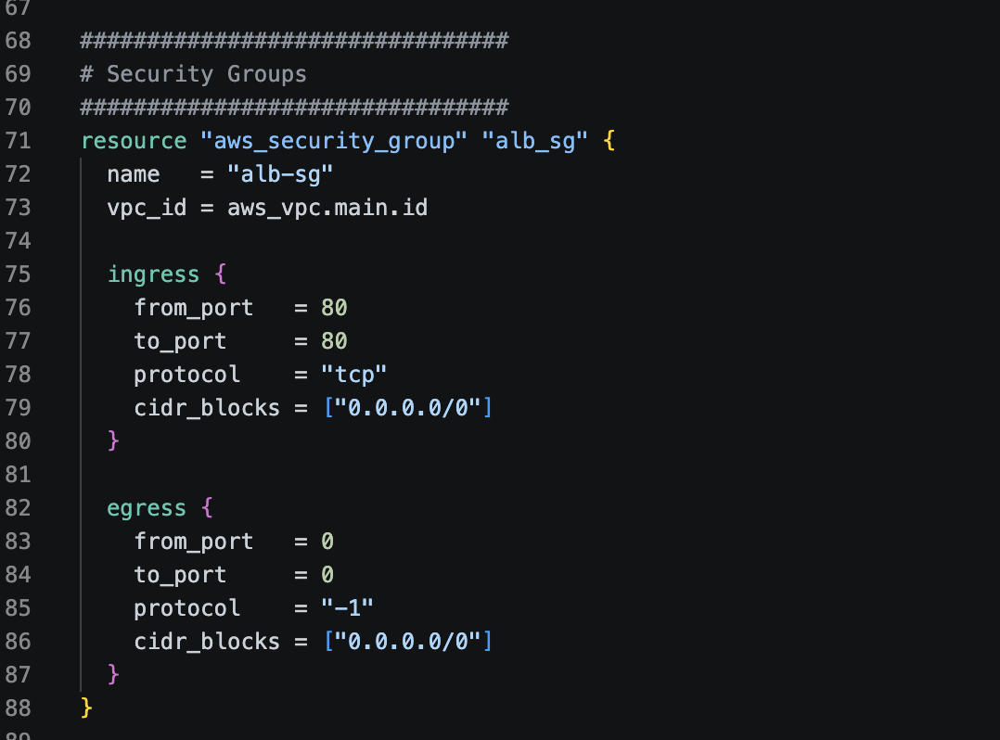 67
68 ################################
69 # Security Groups
70 ################################
71 resource "aws_security_group" "alb_sg" {
72   name   = "alb-sg"
73   vpc_id = aws_vpc.main.id
74
75   ingress {
76     from_port   = 80
77     to_port     = 80
78     protocol    = "tcp"
79     cidr_blocks = ["0.0.0.0/0"]
80   }
81
82   egress {
83     from_port   = 0
84     to_port     = 0
85     protocol    = "-1"
86     cidr_blocks = ["0.0.0.0/0"]
87   }
88 }
89